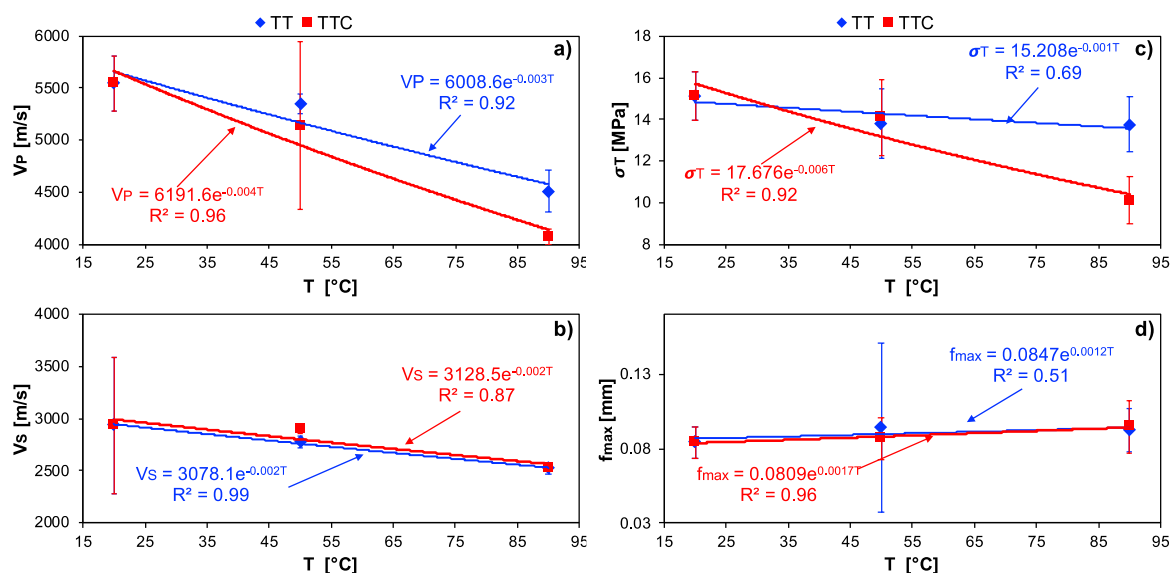 TT TTC
6000
5500
5000
4500
4000
VP [m/s]
a)
VP = 6008.6e-0.003T
R² = 0.92
VP = 6191.6e-0.004T
R² = 0.96
15 25 35 45 55 65 75 85 95
T [°C]
TT TTC
18
16
14
12
10
8
σT [MPa]
c)
σT = 15.208e-0.001T
R² = 0.69
σT = 17.676e-0.006T
R² = 0.92
15 25 35 45 55 65 75 85 95
T [°C]
4000
3500
3000
2500
2000
VS [m/s]
b)
VS = 3128.5e-0.002T
R² = 0.87
VS = 3078.1e-0.002T
R² = 0.99
15 25 35 45 55 65 75 85 95
T [°C]
0.13
0.08
0.03
fmax [mm]
d)
fmax = 0.0847e0.0012T
R² = 0.51
fmax = 0.0809e0.0017T
R² = 0.96
15 25 35 45 55 65 75 85 95
T [°C]